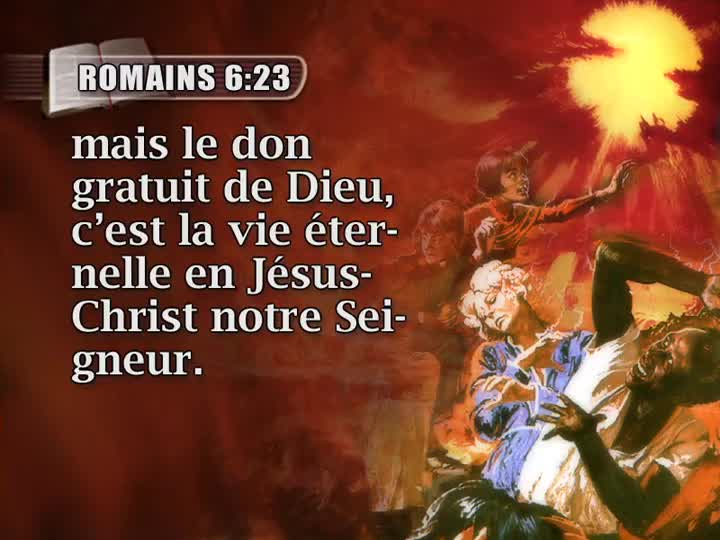 ROMAINS 6:23
mais le don
gratuit de Dieu,
c’est la vie éter-
nelle en Jésus-
Christ notre Sei-
gneur.